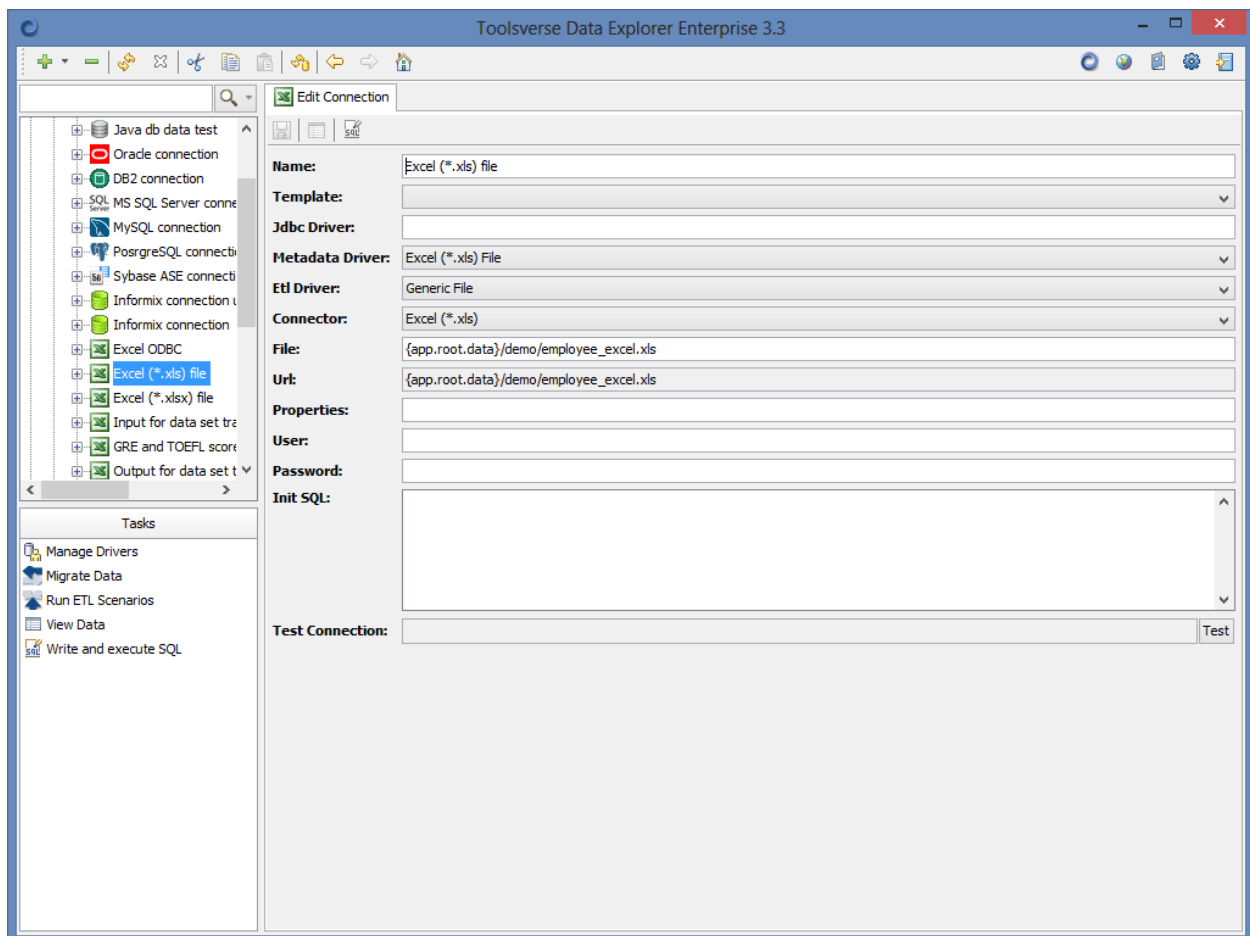 Toolsverse Data Explorer Enterprise 3.3
Java db data test
Oracle connection
DB2 connection
SQL Server MS SQL Server conne
MySQL connection
PosrgreSQL connecti
Sybase ASE connecti
Informix connection u
Informix connection
Excel ODBC
Excel (*.xls) file
Excel (*.xlsx) file
Input for data set tra
GRE and TOEFL score
Output for data set t
Tasks
Manage Drivers
Migrate Data
Run ETL Scenarios
View Data
SQL Write and execute SQL
Edit Connection
SQL
Name: Excel (*.xls) file
Template:
Jdbc Driver:
Metadata Driver: Excel (*.xls) File
Etl Driver: Generic File
Connector: Excel (*.xls)
File: {app.root.data}/demo/employee_excel.xls
Url: {app.root.data}/demo/employee_excel.xls
Properties:
User:
Password:
Init SQL:
Test Connection: Test